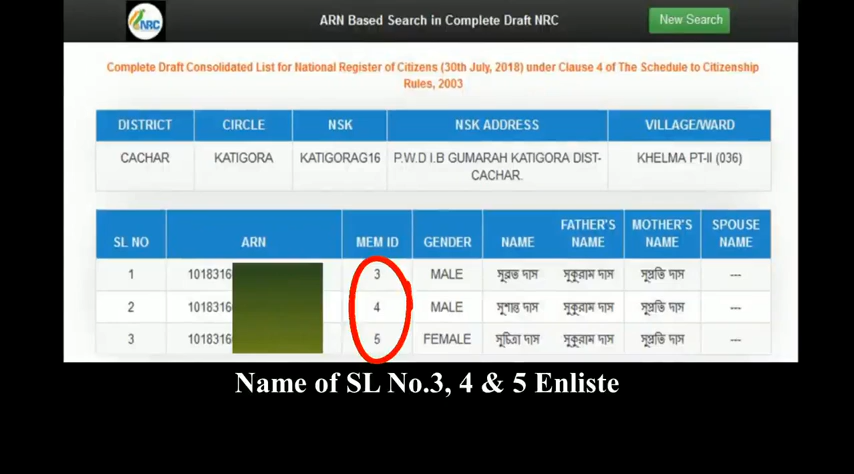 NRC
ARN Based Search in Complete Draft NRC
New Search
Complete Draft Consolidated List for National Register of Citizens (30th July, 2018) under Clause 4 of The Schedule to Citizenship
Rules, 2003
DISTRICT CIRCLE NSK NSK ADDRESS VILLAGE/WARD
CACHAR KATIGORA KATIGORAG16 P.W.D I.B GUMARAH KATIGORA DIST-
CACHAR. KHELMA PT-II (036)
SL NO ARN MEM ID GENDER NAME FATHER'S NAME MOTHER'S NAME SPOUSE NAME
1 1018316 3 MALE সুব্রত দাস সুকুরাম দাস সুপ্রতি দাস ---
2 1018316 4 MALE সুশান্ত দাস সুকুরাম দাস সুপ্রতি দাস ---
3 1018316 5 FEMALE সুচিত্রা দাস সুকুরাম দাস সুপ্রতি দাস ---
Name of SL No.3, 4 & 5 Enliste